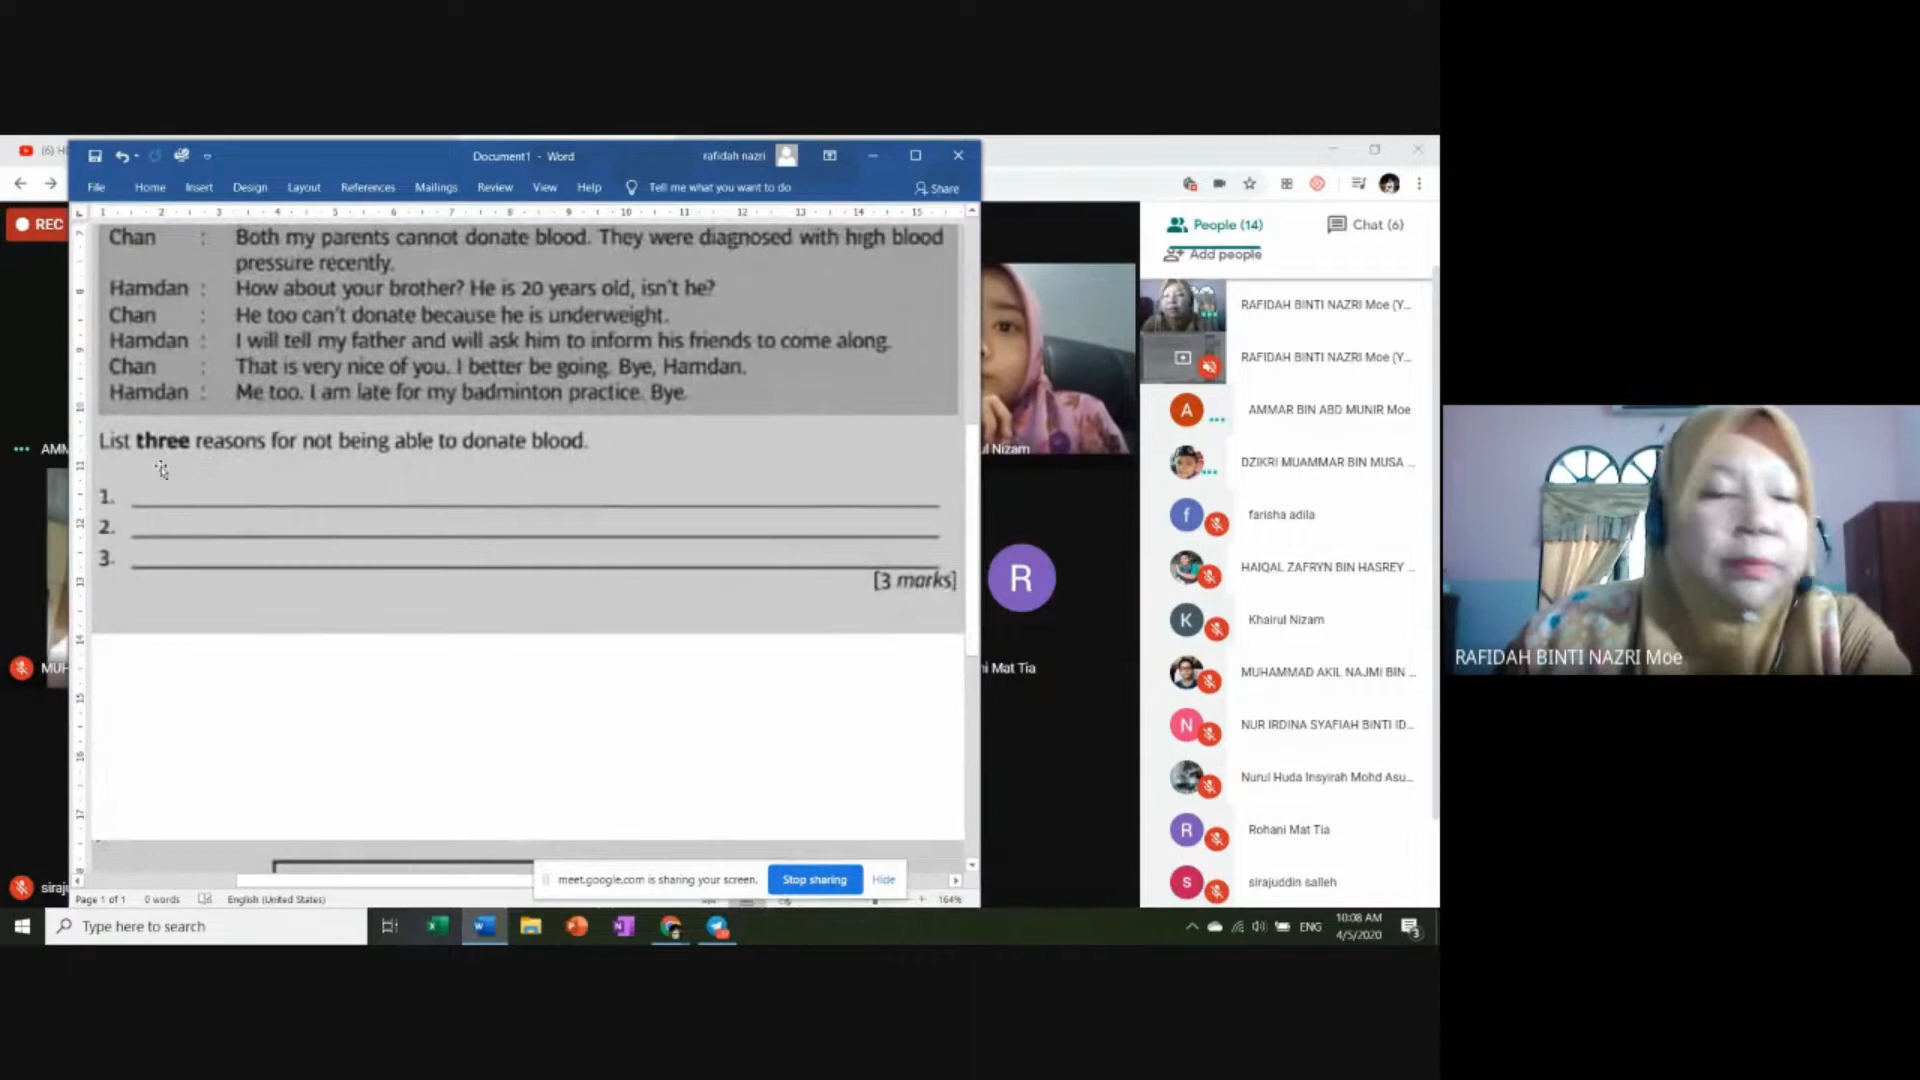 Document1 - Word
rafidah nazri
File Home Insert Design Layout References Mailings Review View Help Tell me what you want to do
Share
REC
Chan : Both my parents cannot donate blood. They were diagnosed with high blood
pressure recently.
Hamdan : How about your brother? He is 20 years old, isn't he?
Chan : He too can't donate because he is underweight.
Hamdan : I will tell my father and will ask him to inform his friends to come along.
Chan : That is very nice of you. I better be going. Bye, Hamdan.
Hamdan : Me too. I am late for my badminton practice. Bye.
List three reasons for not being able to donate blood.
1.
2.
3.
[3 marks]
AMM
MUH
siraju
ul Nizam
R
ni Mat Tia
meet.google.com is sharing your screen.
Stop sharing
Hide
Page 1 of 1 0 words English (United States)
164%
People (14)
Chat (6)
Add people
RAFIDAH BINTI NAZRI Moe (Y...
RAFIDAH BINTI NAZRI Moe (Y...
A AMMAR BIN ABD MUNIR Moe
DZIKRI MUAMMAR BIN MUSA ...
f farisha adila
HAIQAL ZAFRYN BIN HASREY ...
K Khairul Nizam
MUHAMMAD AKIL NAJMI BIN ...
N NUR IRDINA SYAFIAH BINTI ID...
Nurul Huda Insyirah Mohd Asu...
R Rohani Mat Tia
S sirajuddin salleh
RAFIDAH BINTI NAZRI Moe
Type here to search
ENG
10:08 AM
4/5/2020
3